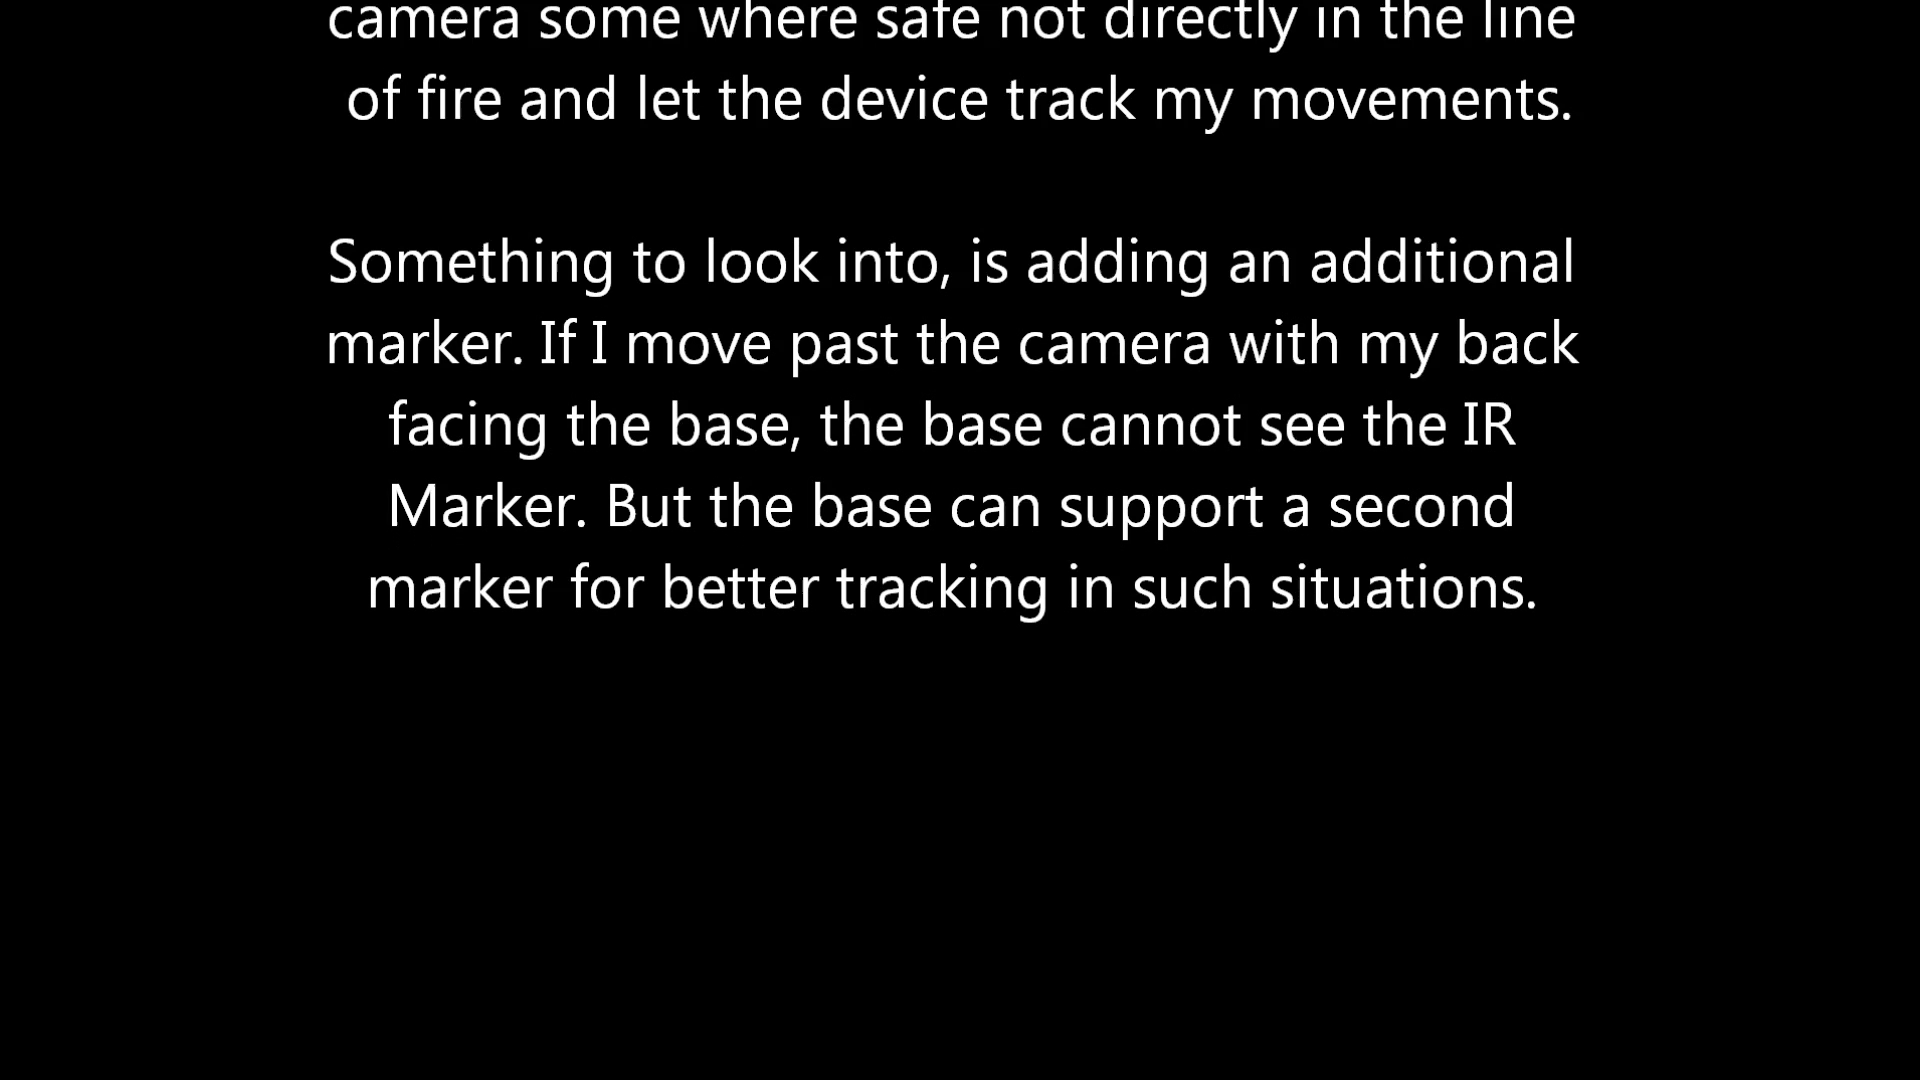 camera some where safe not directly in the line
of fire and let the device track my movements.
Something to look into, is adding an additional
marker. If I move past the camera with my back
facing the base, the base cannot see the IR
Marker. But the base can support a second
marker for better tracking in such situations.